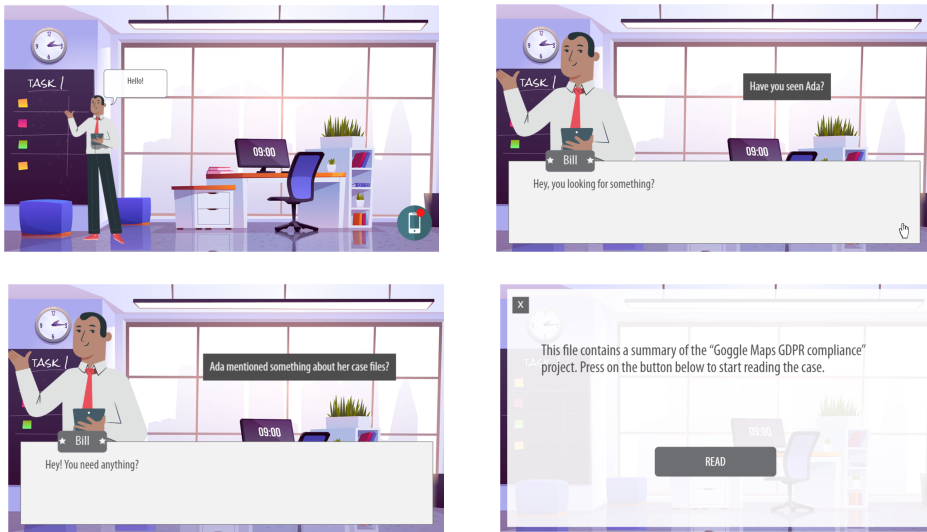 TASK 1
Hello!
09:00
TASK 1
Have you seen Ada?
09:00
Bill
Hey, you looking for something?
TASK 1
Ada mentioned something about her case files?
09:00
Bill
Hey! You need anything?
X
This file contains a summary of the “Goggle Maps GDPR compliance”
project. Press on the button below to start reading the case.
09:00
READ